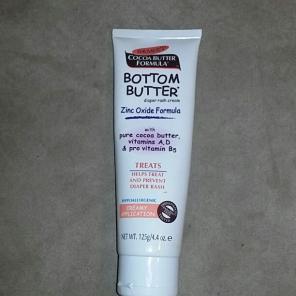 PALMER'S
COCOA BUTTER
FORMULA
BOTTOM
BUTTER
diaper rash cream
Zinc Oxide Formula
with
pure cocoa butter,
vitamins A,D
& pro vitamin B5
TREATS
HELPS TREAT
AND PREVENT
DIAPER RASH
HYPOALLERGENIC
CREAMY
APPLICATION
NET WT. 125g/4.4 oz. e